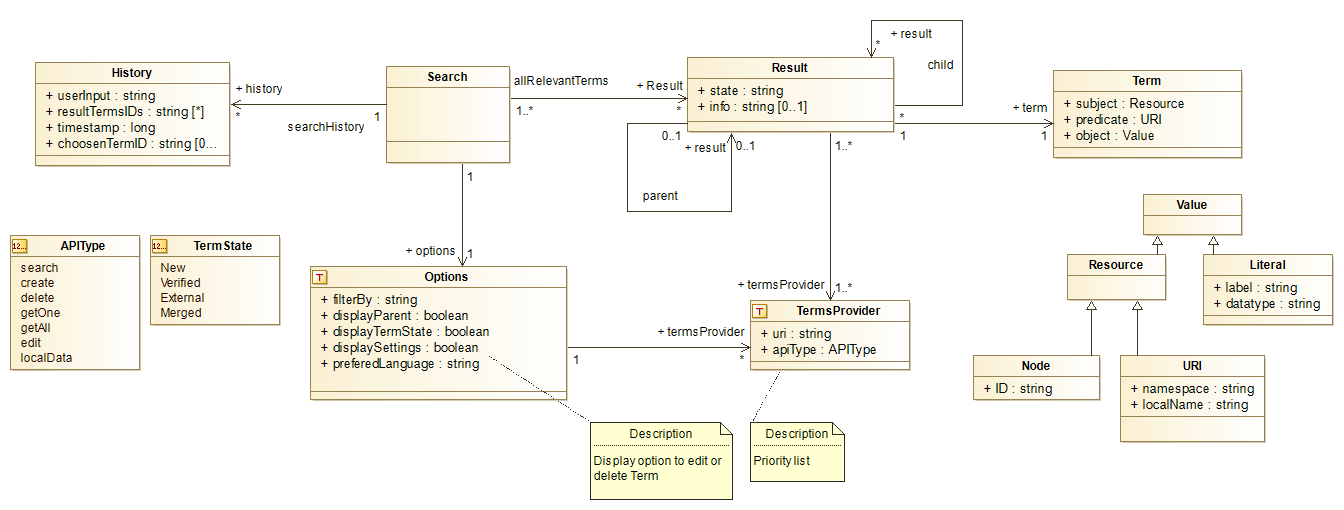 History
+ userInput : string
+ resultTermsIDs : string [*]
+ timestamp : long
+ choosenTermID : string [0...
+ history
*
1
searchHistory
Search
allRelevantTerms
1..*
+ Result
*
Result
+ state : string
+ info : string [0..1]
+ result
*
child
*
0..1
+ result
0..1
parent
1
+ term
1
Term
+ subject : Resource
+ predicate : URI
+ object : Value
1..*
1
+ options
1
12... APIType
search
create
delete
getOne
getAll
edit
localData
12... TermState
New
Verified
External
Merged
T Options
+ filterBy : string
+ displayParent : boolean
+ displayTermState : boolean
+ displaySettings : boolean
+ preferedLanguage : string
+ termsProvider
1
*
+ termsProvider
1..*
T TermsProvider
+ uri : string
+ apiType : APIType
Value
Resource
Literal
+ label : string
+ datatype : string
Node
+ ID : string
URI
+ namespace : string
+ localName : string
Description
Display option to edit or
delete Term
Description
Priority list